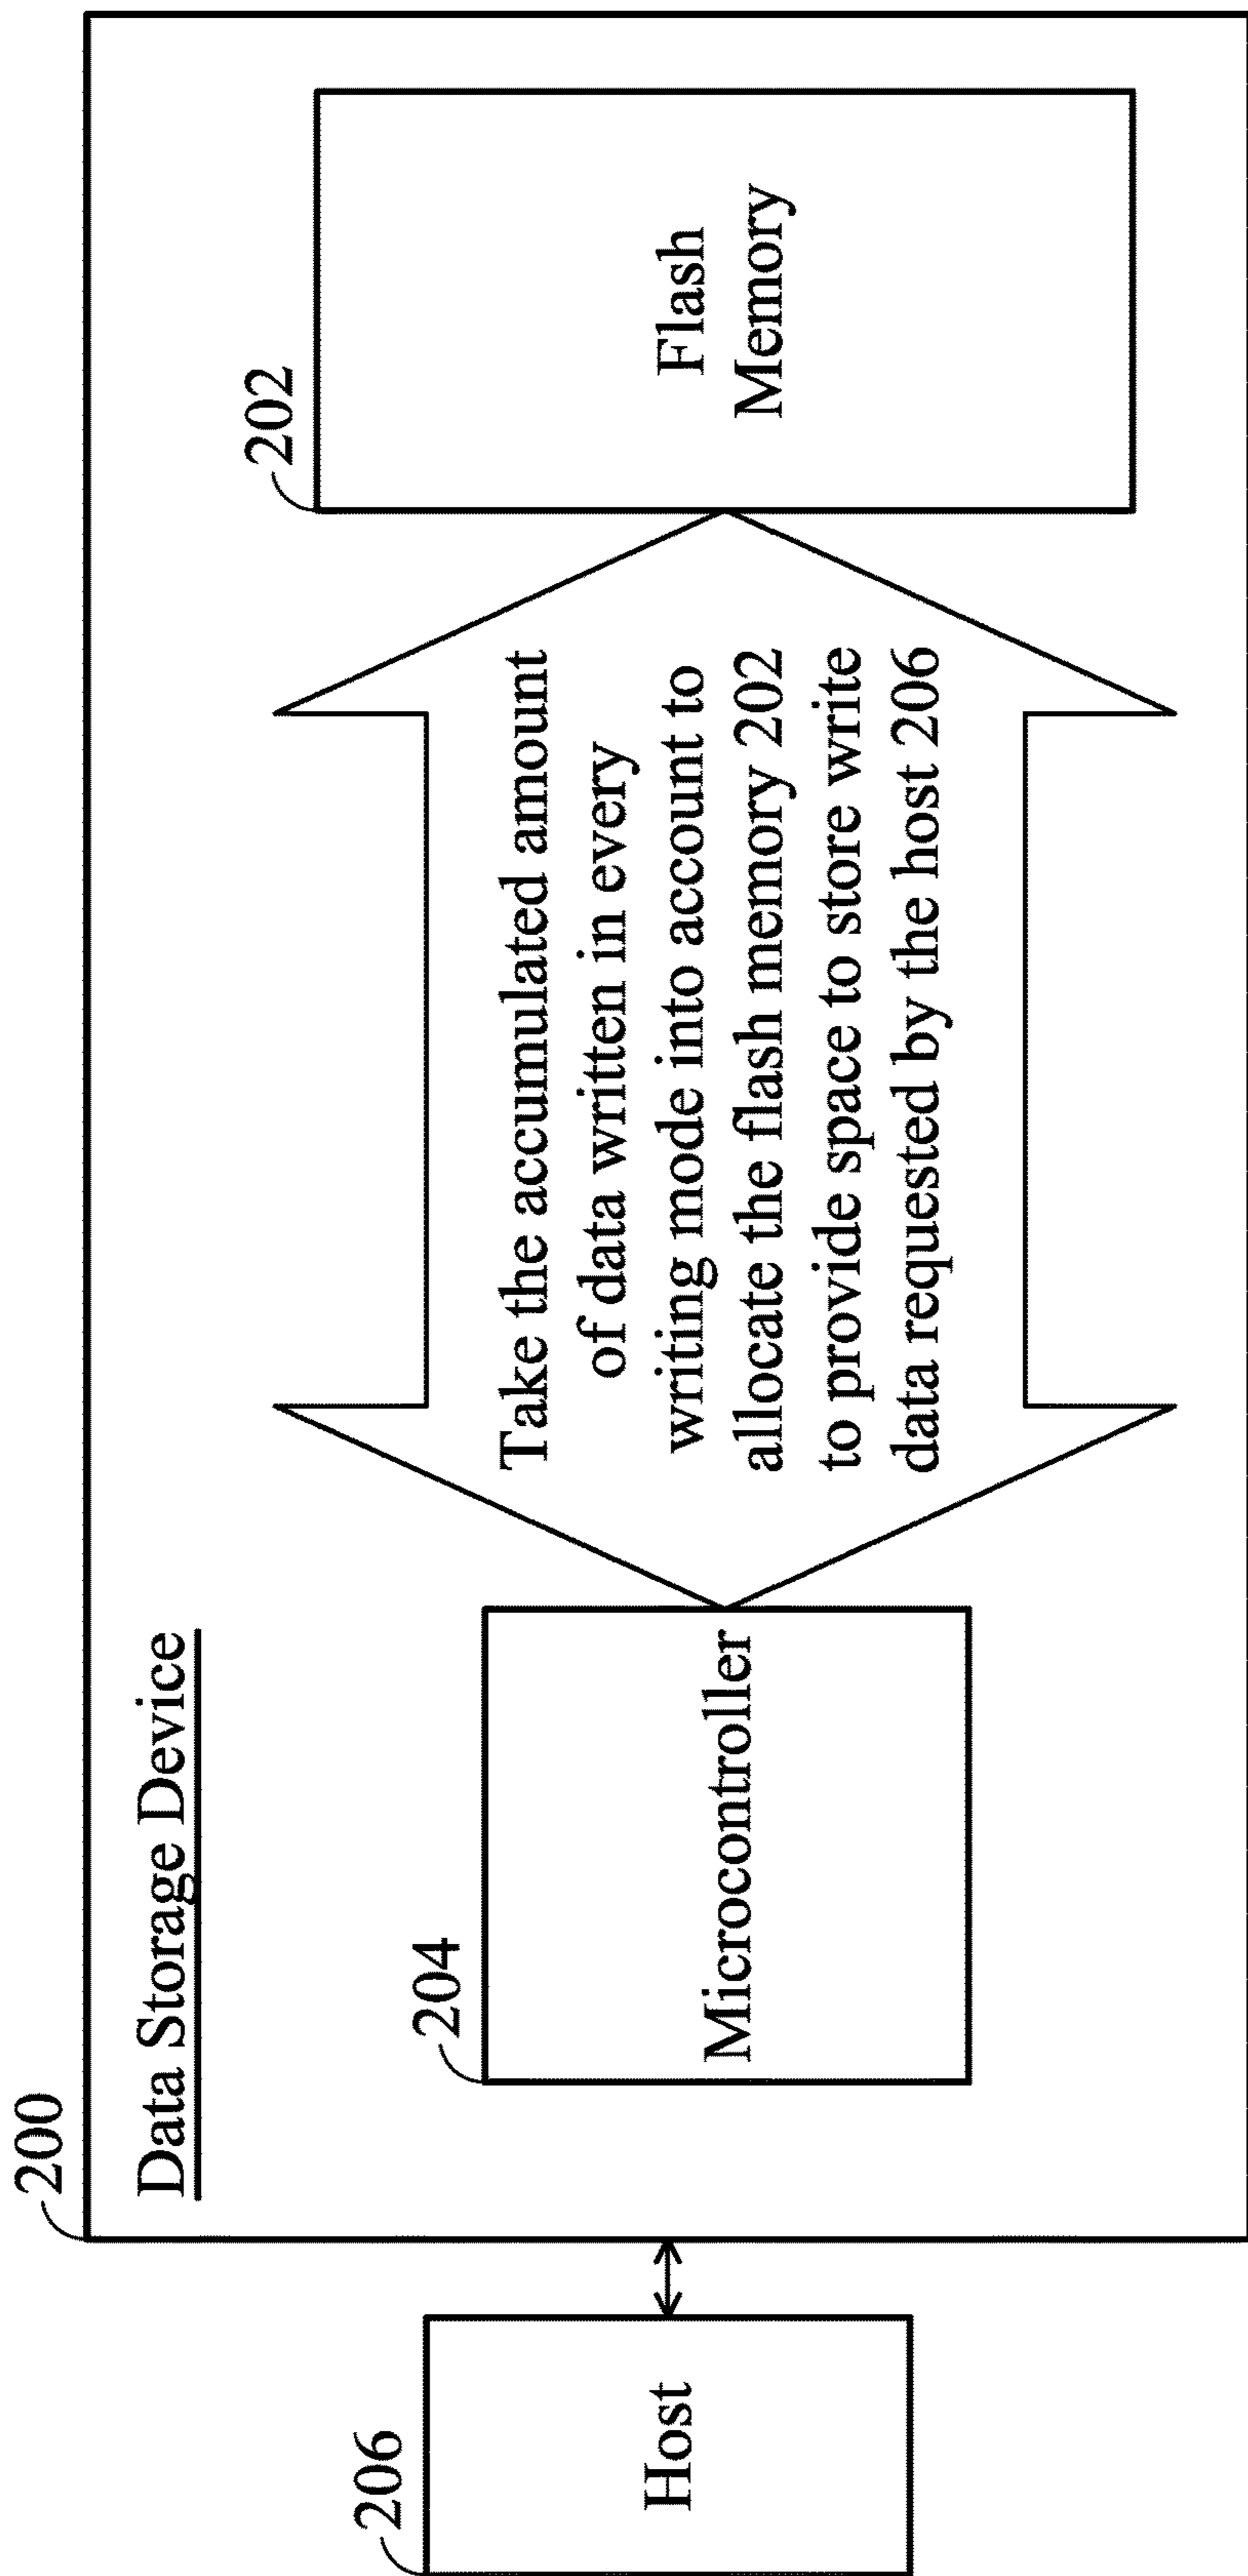 200
Data Storage Device
206
Host
204
Microcontroller
Take the accumulated amount
of data written in every
writing mode into account to
allocate the flash memory 202
to provide space to store write
data requested by the host 206
202
Flash
Memory